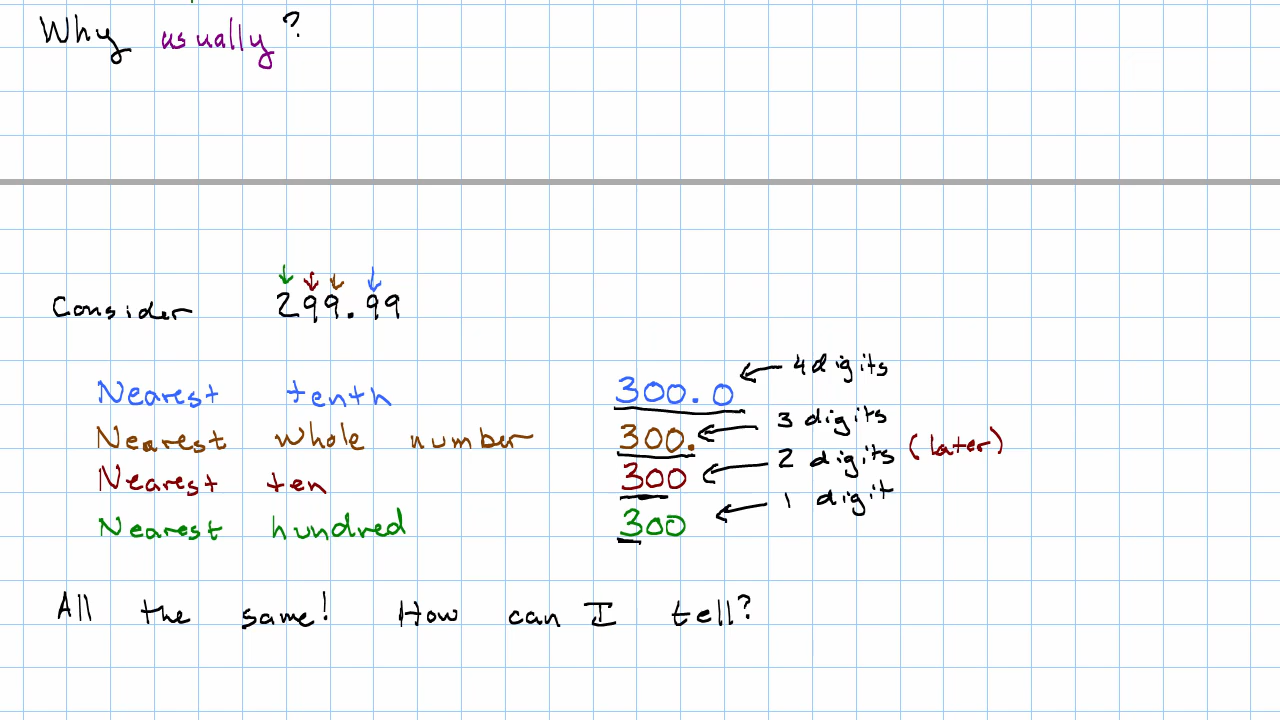 Why usually?
Consider 299.99
Nearest tenth 300.0 4 digits
Nearest whole number 300. 3 digits
Nearest ten 300 2 digits (later)
Nearest hundred 300 1 digit
All the same! How can I tell?